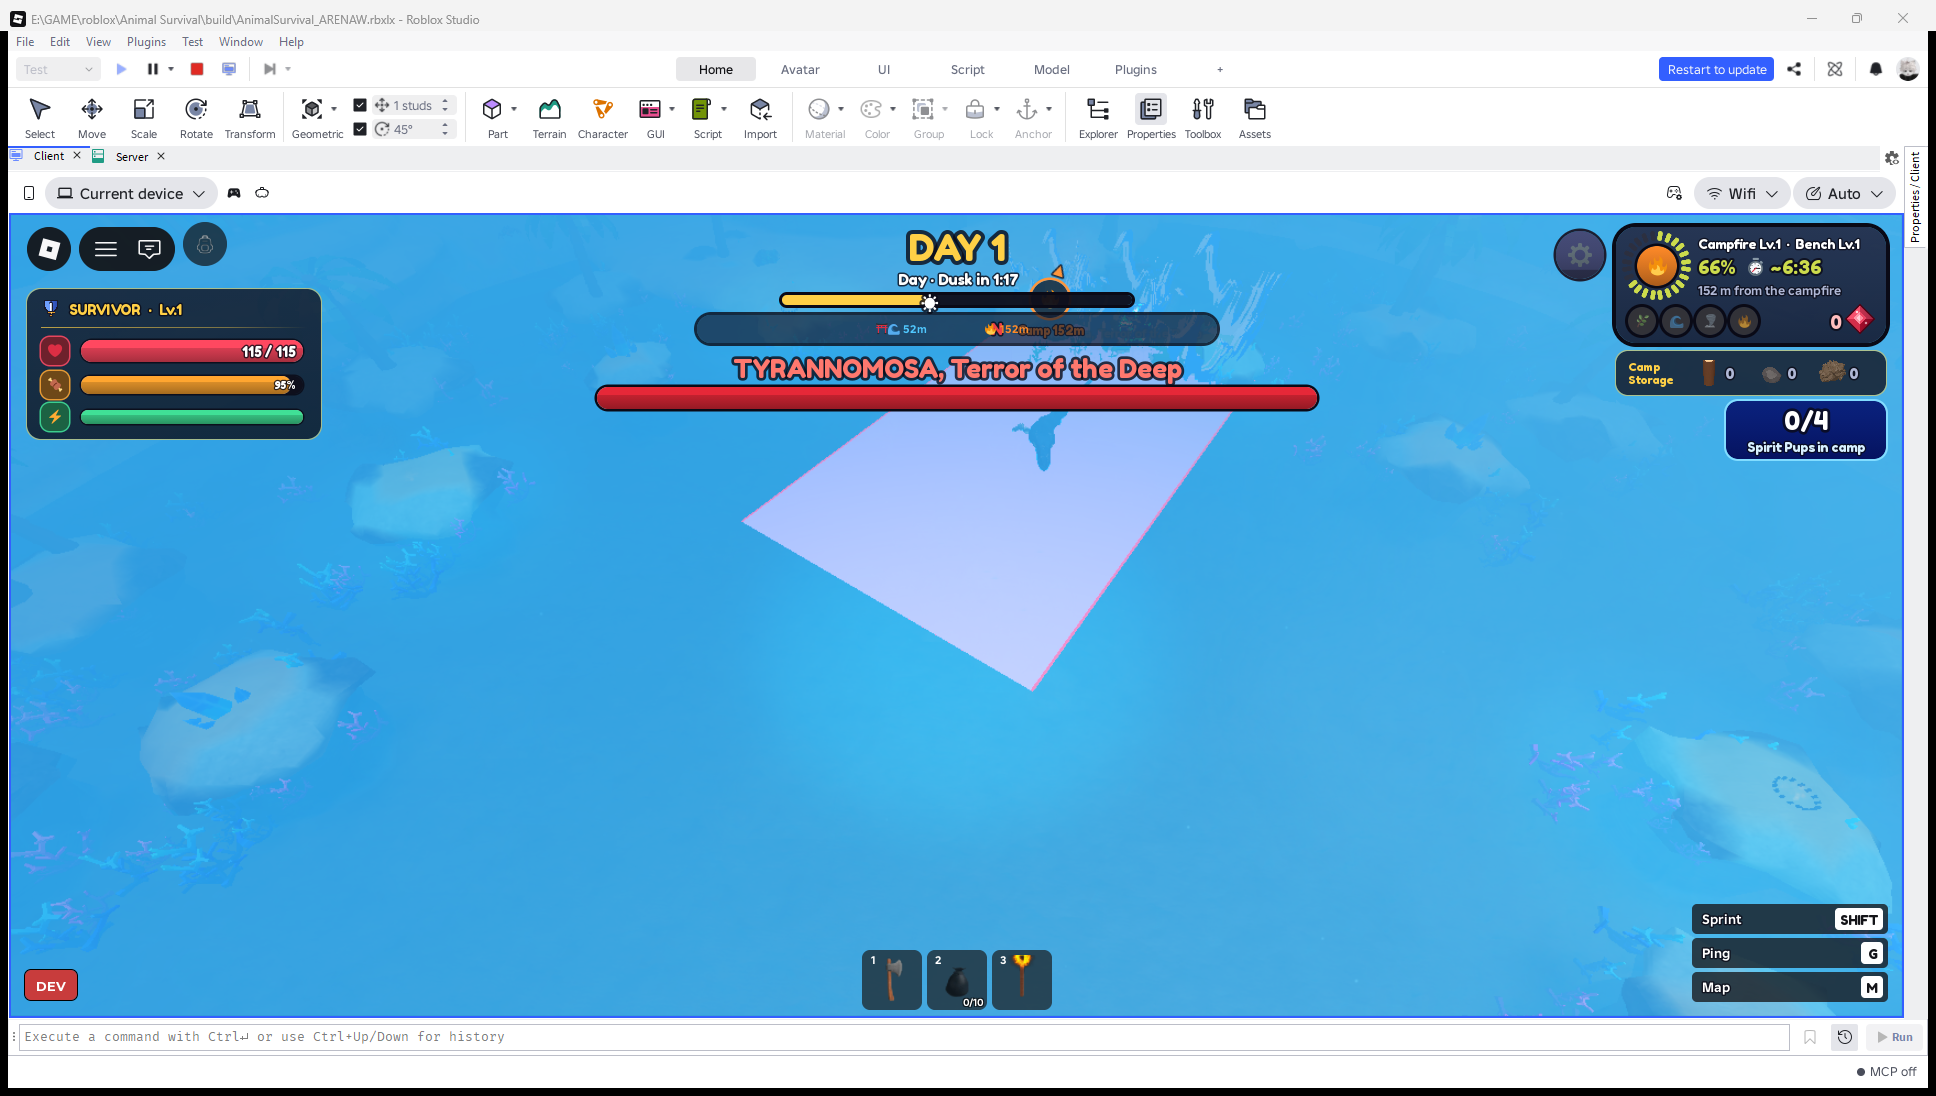 E:\GAME\roblox\Animal Survival\build\AnimalSurvival_ARENAW.rbxlx - Roblox Studio
File Edit View Plugins Test Window Help
Test
Home Avatar UI Script Model Plugins +
Restart to update
Select Move Scale Rotate Transform Geometric
1 studs
45°
Part Terrain Character GUI Script Import Material Color Group Lock Anchor Explorer Properties Toolbox Assets
Client Server
Properties / Client
Current device
Wifi
Auto
DAY 1
Day · Dusk in 1:17
52m
152m
TYRANNOMOSA, Terror of the Deep
SURVIVOR · Lv.1
115 / 115
95%
Campfire Lv.1 · Bench Lv.1
66% ~6:36
152 m from the campfire
0
Camp Storage 0 0 0
0/4
Spirit Pups in camp
Sprint SHIFT
Ping G
Map M
1 2 3
0/10
DEV
Execute a command with Ctrl↵ or use Ctrl+Up/Down for history
Run
MCP off